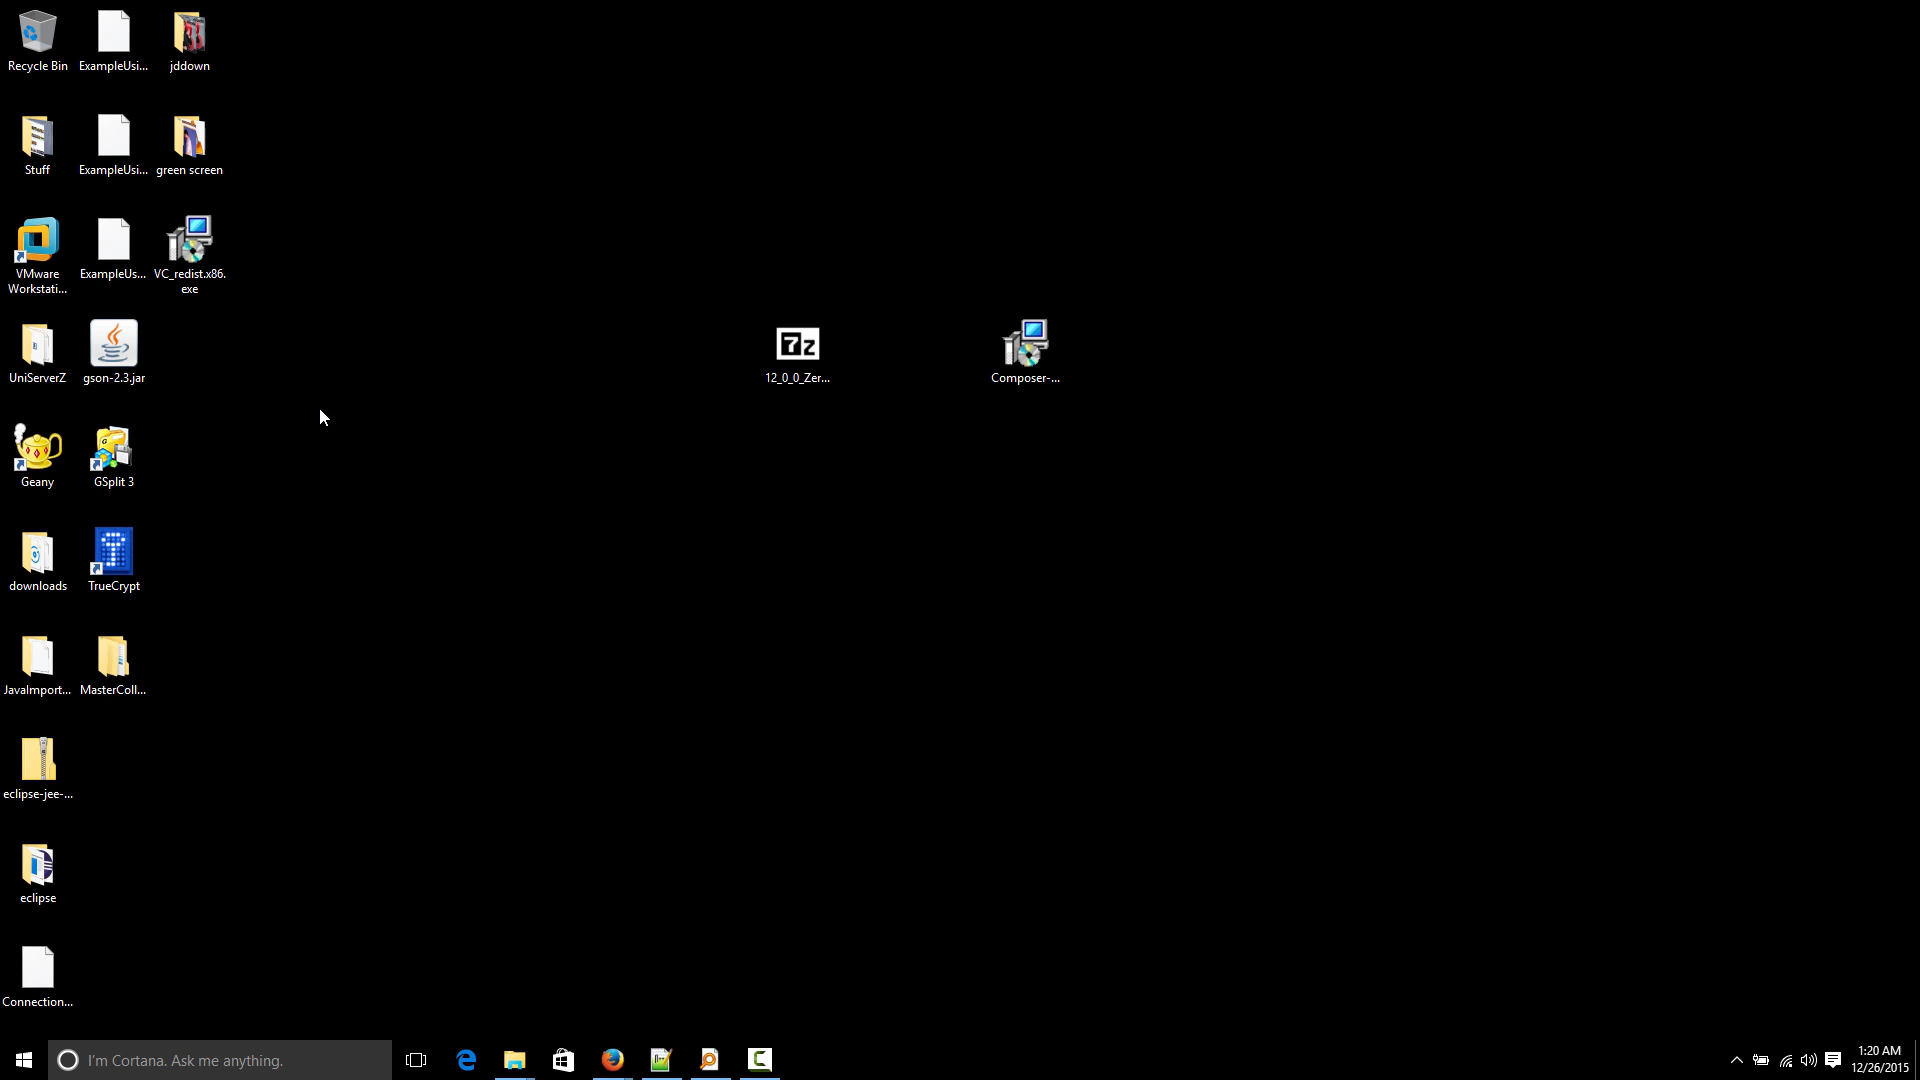 Recycle Bin
ExampleUsi...
jddown
Stuff
ExampleUsi...
green screen
VMware
Workstati...
ExampleUs...
VC_redist.x86.
exe
UniServerZ
gson-2.3.jar
7z
12_0_0_Zer...
Composer-...
Geany
GSplit 3
downloads
TrueCrypt
JavaImport...
MasterColl...
eclipse-jee-...
eclipse
Connection...
I'm Cortana. Ask me anything.
1:20 AM
12/26/2015